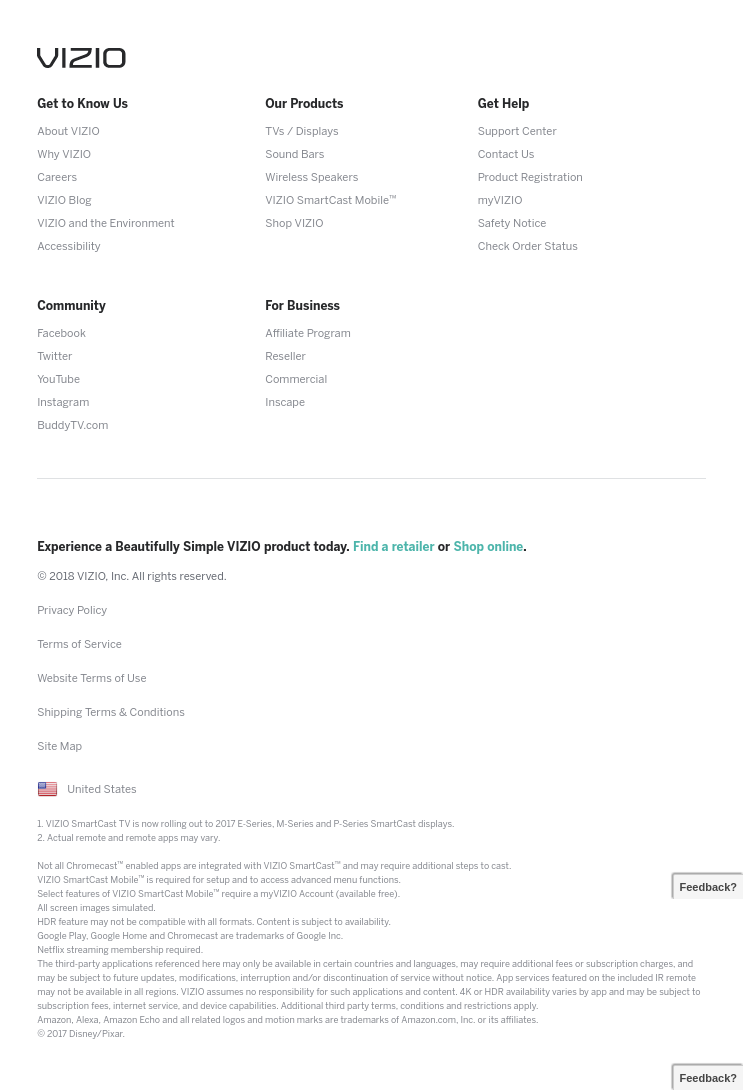 VIZIO
Get to Know Us
About VIZIO
Why VIZIO
Careers
VIZIO Blog
VIZIO and the Environment
Accessibility
Our Products
TVs / Displays
Sound Bars
Wireless Speakers
VIZIO SmartCast Mobile™
Shop VIZIO
Get Help
Support Center
Contact Us
Product Registration
myVIZIO
Safety Notice
Check Order Status
Community
Facebook
Twitter
YouTube
Instagram
BuddyTV.com
For Business
Affiliate Program
Reseller
Commercial
Inscape
Experience a Beautifully Simple VIZIO product today. Find a retailer or Shop online.
© 2018 VIZIO, Inc. All rights reserved.
Privacy Policy
Terms of Service
Website Terms of Use
Shipping Terms & Conditions
Site Map
United States
1. VIZIO SmartCast TV is now rolling out to 2017 E-Series, M-Series and P-Series SmartCast displays.
2. Actual remote and remote apps may vary.
Not all Chromecast™ enabled apps are integrated with VIZIO SmartCast™ and may require additional steps to cast.
VIZIO SmartCast Mobile™ is required for setup and to access advanced menu functions.
Select features of VIZIO SmartCast Mobile™ require a myVIZIO Account (available free).
All screen images simulated.
HDR feature may not be compatible with all formats. Content is subject to availability.
Google Play, Google Home and Chromecast are trademarks of Google Inc.
Netflix streaming membership required.
The third-party applications referenced here may only be available in certain countries and languages, may require additional fees or subscription charges, and
may be subject to future updates, modifications, interruption and/or discontinuation of service without notice. App services featured on the included IR remote
may not be available in all regions. VIZIO assumes no responsibility for such applications and content. 4K or HDR availability varies by app and may be subject to
subscription fees, internet service, and device capabilities. Additional third party terms, conditions and restrictions apply.
Amazon, Alexa, Amazon Echo and all related logos and motion marks are trademarks of Amazon.com, Inc. or its affiliates.
© 2017 Disney/Pixar.
Feedback?
Feedback?